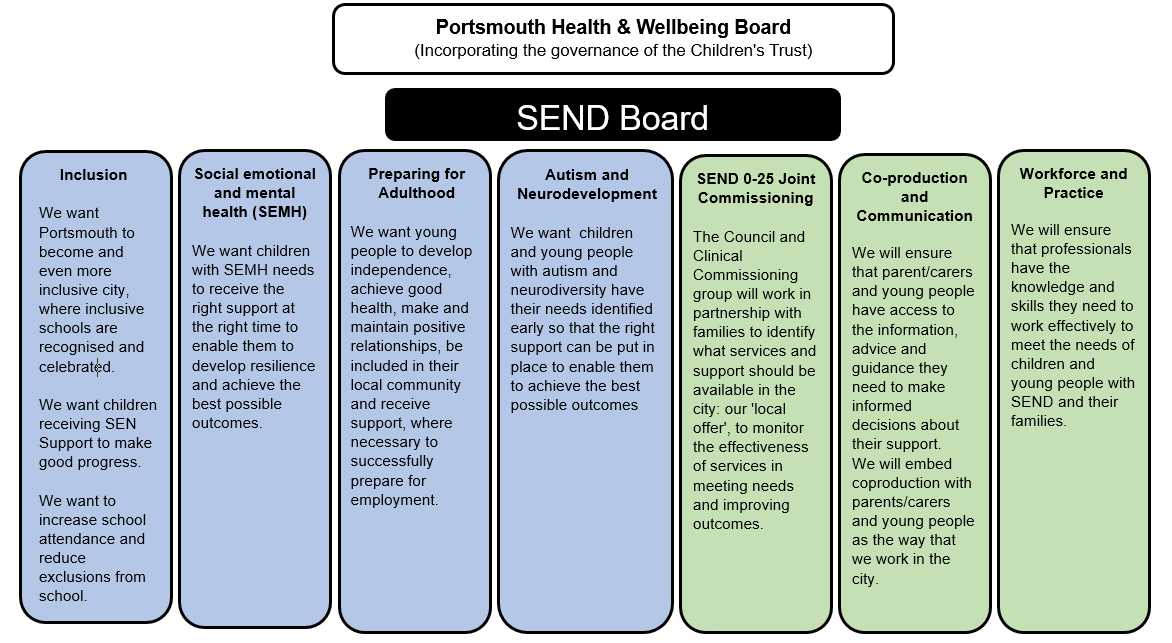 Portsmouth Health & Wellbeing Board
(Incorporating the governance of the Children's Trust)
SEND Board
Inclusion
We want
Portsmouth to
become and
even more
inclusive city,
where inclusive
schools are
recognised and
celebrated.
We want children
receiving SEN
Support to make
good progress.
We want to
increase school
attendance and
reduce
exclusions from
school.
Social emotional
and mental
health (SEMH)
We want children
with SEMH needs
to receive the
right support at
the right time to
enable them to
develop resilience
and achieve the
best possible
outcomes.
Preparing for
Adulthood
We want young
people to develop
independence,
achieve good
health, make and
maintain positive
relationships, be
included in their
local community
and receive
support, where
necessary to
successfully
prepare for
employment.
Autism and
Neurodevelopment
We want  children
and young people
with autism and
neurodiversity have
their needs identified
early so that the right
support can be put in
place to enable them
to achieve the best
possible outcomes
SEND 0-25 Joint
Commissioning
The Council and
Clinical
Commissioning
group will work in
partnership with
families to identify
what services and
support should be
available in the
city: our 'local
offer', to monitor
the effectiveness
of services in
meeting needs
and improving
outcomes.
Co-production
and
Communication
We will ensure
that parent/carers
and young people
have access to
the information,
advice and
guidance they
need to make
informed
decisions about
their support.
We will embed
coproduction with
parents/carers
and young people
as the way that
we work in the
city.
Workforce and
Practice
We will ensure
that professionals
have the
knowledge and
skills they need to
work effectively to
meet the needs of
children and
young people with
SEND and their
families.